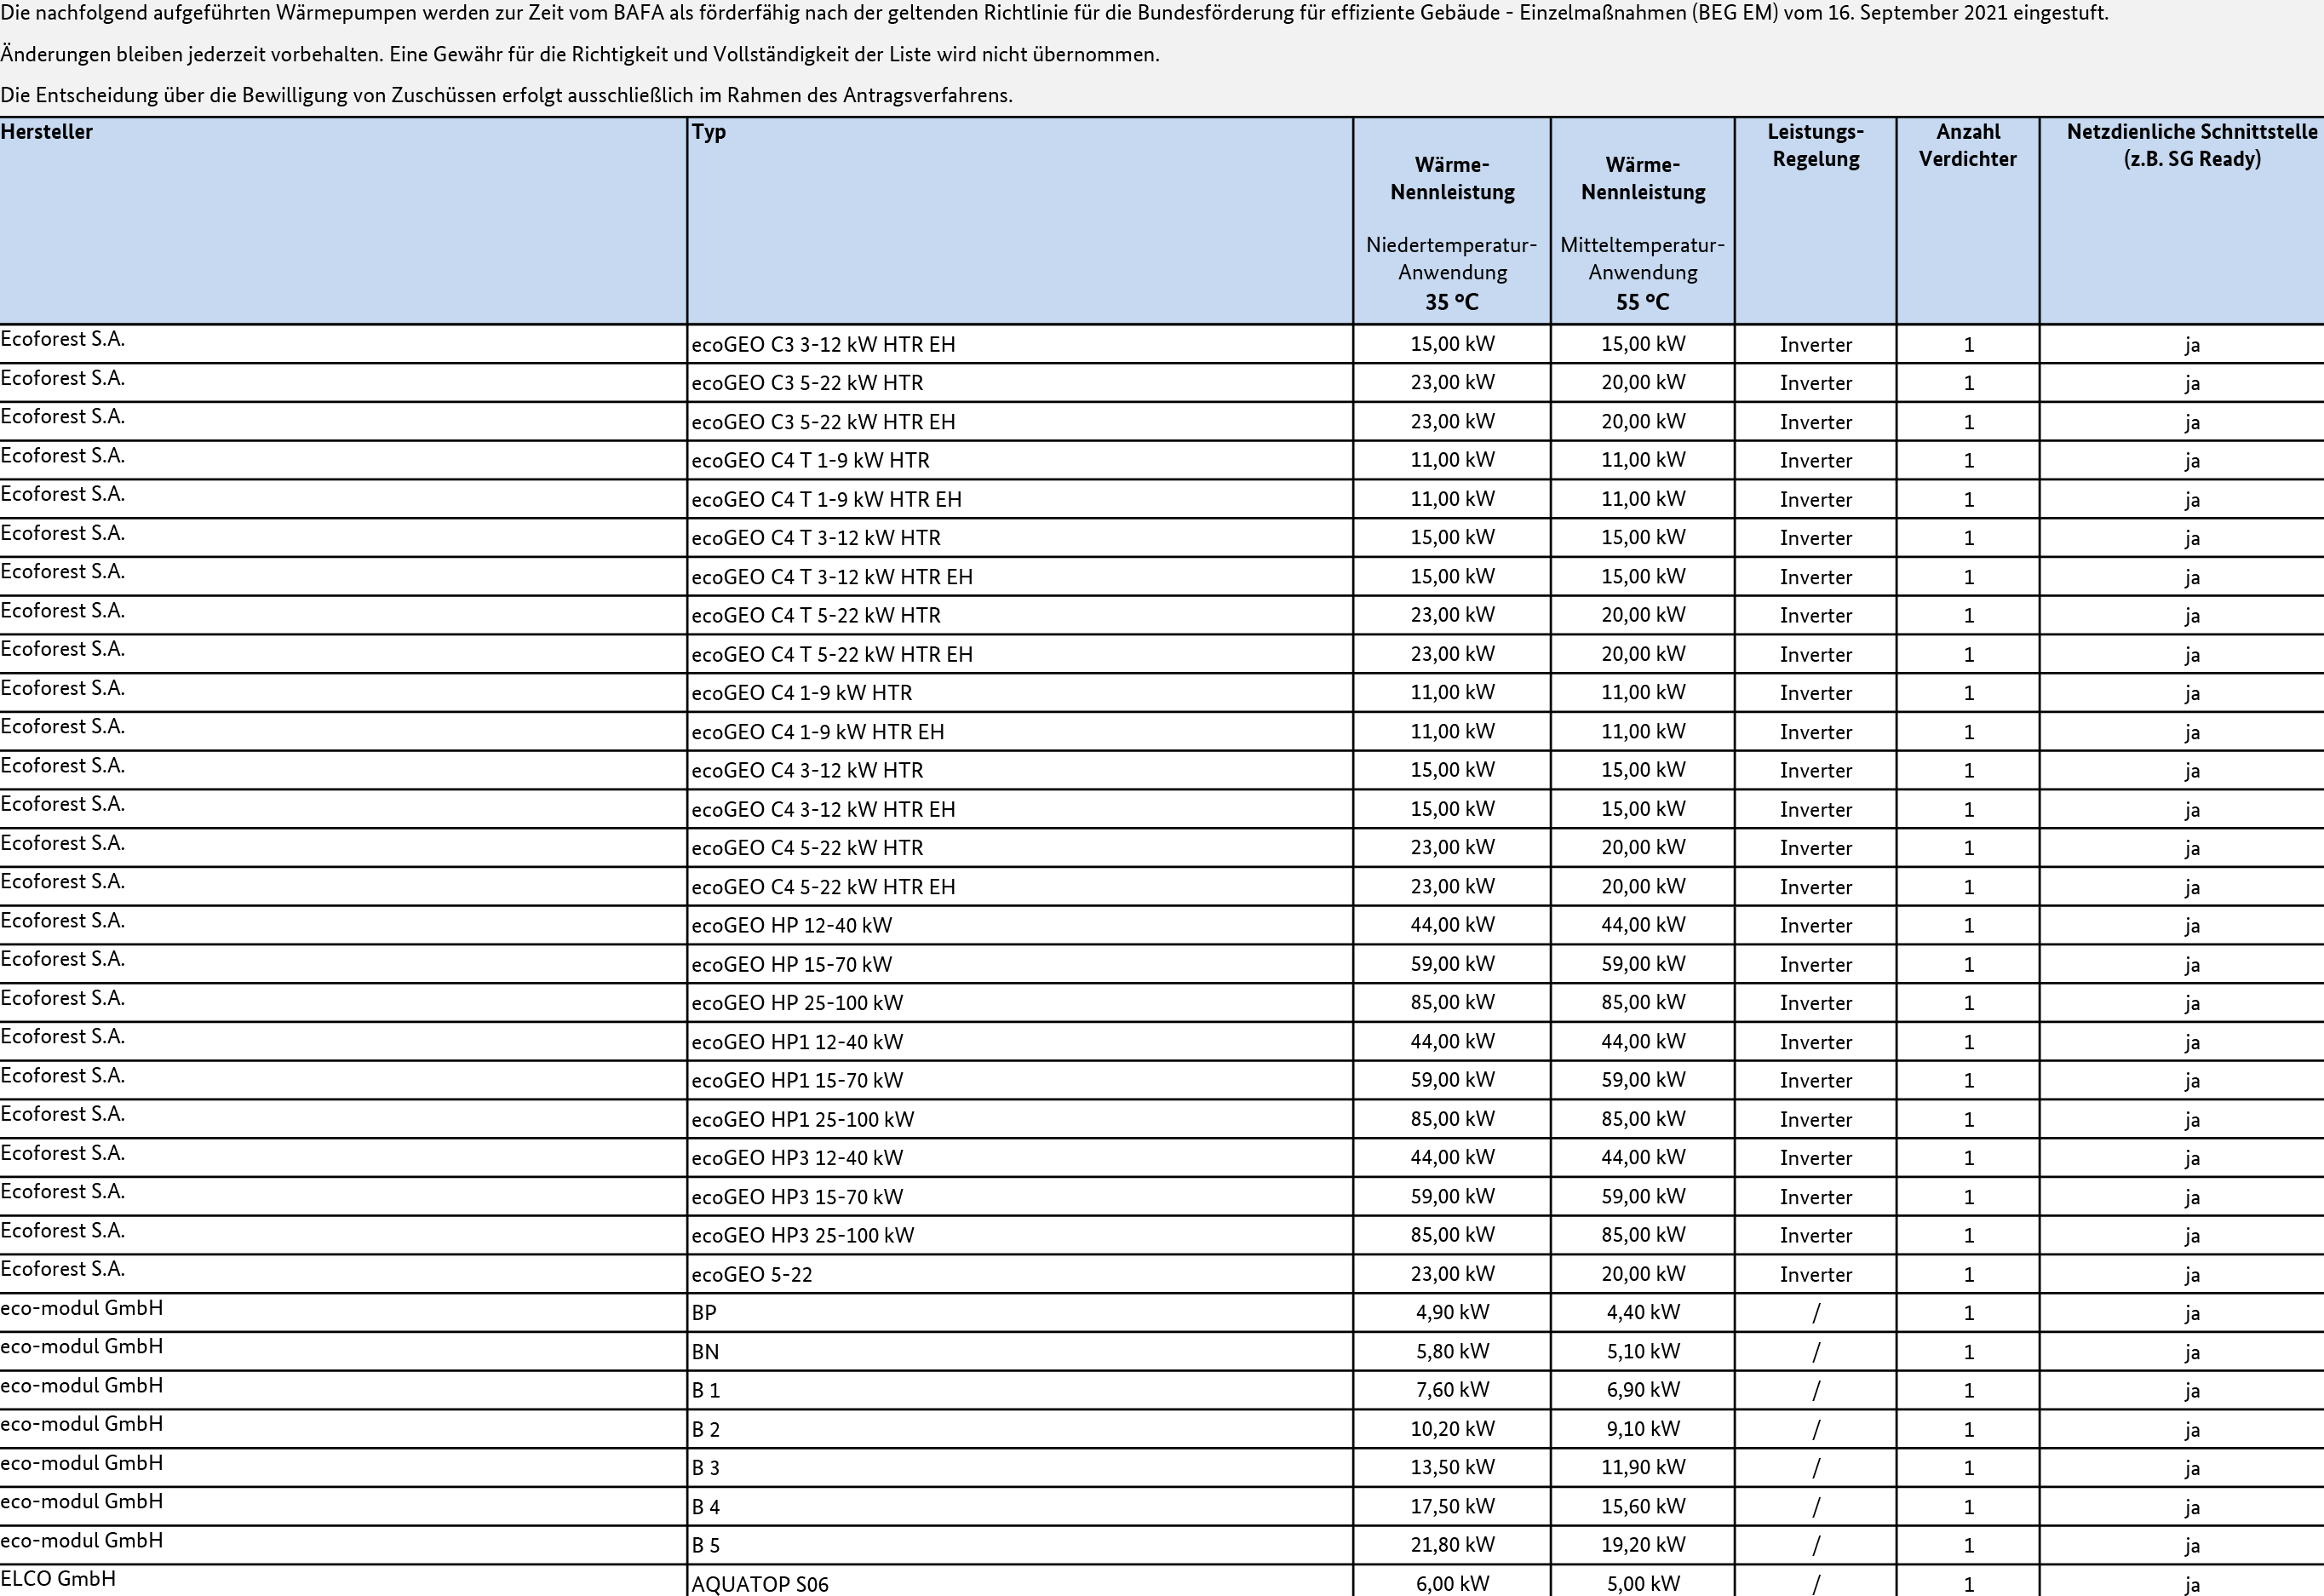 Die nachfolgend aufgeführten Wärmepumpen werden zur Zeit vom BAFA als förderfähig nach der geltenden Richtlinie für die Bundesförderung für effiziente Gebäude - Einzelmaßnahmen (BEG EM) vom 16. September 2021 eingestuft.
Änderungen bleiben jederzeit vorbehalten. Eine Gewähr für die Richtigkeit und Vollständigkeit der Liste wird nicht übernommen.
Die Entscheidung über die Bewilligung von Zuschüssen erfolgt ausschließlich im Rahmen des Antragsverfahrens.
Hersteller Typ Wärme-Nennleistung Niedertemperatur-Anwendung 35 °C Wärme-Nennleistung Mitteltemperatur-Anwendung 55 °C Leistungs-Regelung Anzahl Verdichter Netzdienliche Schnittstelle (z.B. SG Ready)
Ecoforest S.A. ecoGEO C3 3-12 kW HTR EH 15,00 kW 15,00 kW Inverter 1 ja
Ecoforest S.A. ecoGEO C3 5-22 kW HTR 23,00 kW 20,00 kW Inverter 1 ja
Ecoforest S.A. ecoGEO C3 5-22 kW HTR EH 23,00 kW 20,00 kW Inverter 1 ja
Ecoforest S.A. ecoGEO C4 T 1-9 kW HTR 11,00 kW 11,00 kW Inverter 1 ja
Ecoforest S.A. ecoGEO C4 T 1-9 kW HTR EH 11,00 kW 11,00 kW Inverter 1 ja
Ecoforest S.A. ecoGEO C4 T 3-12 kW HTR 15,00 kW 15,00 kW Inverter 1 ja
Ecoforest S.A. ecoGEO C4 T 3-12 kW HTR EH 15,00 kW 15,00 kW Inverter 1 ja
Ecoforest S.A. ecoGEO C4 T 5-22 kW HTR 23,00 kW 20,00 kW Inverter 1 ja
Ecoforest S.A. ecoGEO C4 T 5-22 kW HTR EH 23,00 kW 20,00 kW Inverter 1 ja
Ecoforest S.A. ecoGEO C4 1-9 kW HTR 11,00 kW 11,00 kW Inverter 1 ja
Ecoforest S.A. ecoGEO C4 1-9 kW HTR EH 11,00 kW 11,00 kW Inverter 1 ja
Ecoforest S.A. ecoGEO C4 3-12 kW HTR 15,00 kW 15,00 kW Inverter 1 ja
Ecoforest S.A. ecoGEO C4 3-12 kW HTR EH 15,00 kW 15,00 kW Inverter 1 ja
Ecoforest S.A. ecoGEO C4 5-22 kW HTR 23,00 kW 20,00 kW Inverter 1 ja
Ecoforest S.A. ecoGEO C4 5-22 kW HTR EH 23,00 kW 20,00 kW Inverter 1 ja
Ecoforest S.A. ecoGEO HP 12-40 kW 44,00 kW 44,00 kW Inverter 1 ja
Ecoforest S.A. ecoGEO HP 15-70 kW 59,00 kW 59,00 kW Inverter 1 ja
Ecoforest S.A. ecoGEO HP 25-100 kW 85,00 kW 85,00 kW Inverter 1 ja
Ecoforest S.A. ecoGEO HP1 12-40 kW 44,00 kW 44,00 kW Inverter 1 ja
Ecoforest S.A. ecoGEO HP1 15-70 kW 59,00 kW 59,00 kW Inverter 1 ja
Ecoforest S.A. ecoGEO HP1 25-100 kW 85,00 kW 85,00 kW Inverter 1 ja
Ecoforest S.A. ecoGEO HP3 12-40 kW 44,00 kW 44,00 kW Inverter 1 ja
Ecoforest S.A. ecoGEO HP3 15-70 kW 59,00 kW 59,00 kW Inverter 1 ja
Ecoforest S.A. ecoGEO HP3 25-100 kW 85,00 kW 85,00 kW Inverter 1 ja
Ecoforest S.A. ecoGEO 5-22 23,00 kW 20,00 kW Inverter 1 ja
eco-modul GmbH BP 4,90 kW 4,40 kW / 1 ja
eco-modul GmbH BN 5,80 kW 5,10 kW / 1 ja
eco-modul GmbH B 1 7,60 kW 6,90 kW / 1 ja
eco-modul GmbH B 2 10,20 kW 9,10 kW / 1 ja
eco-modul GmbH B 3 13,50 kW 11,90 kW / 1 ja
eco-modul GmbH B 4 17,50 kW 15,60 kW / 1 ja
eco-modul GmbH B 5 21,80 kW 19,20 kW / 1 ja
ELCO GmbH AQUATOP S06 6,00 kW 5,00 kW / 1 ja